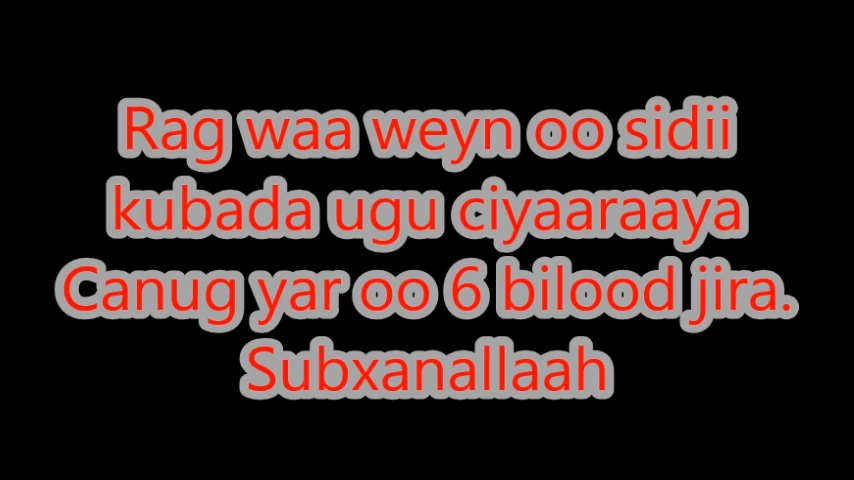 Rag waa weyn oo sidii
kubada ugu ciyaaraaya
Canug yar oo 6 bilood jira.
Subxanallaah